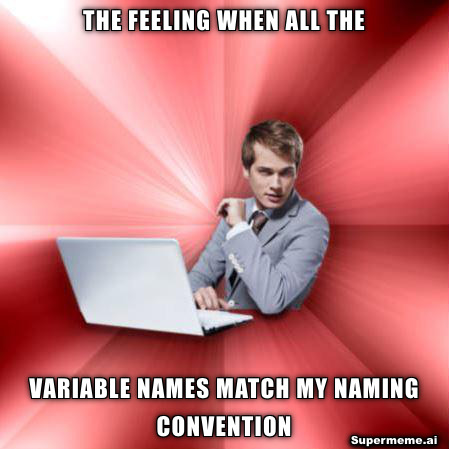 THE FEELING WHEN ALL THE
VARIABLE NAMES MATCH MY NAMING
CONVENTION
Supermeme.ai